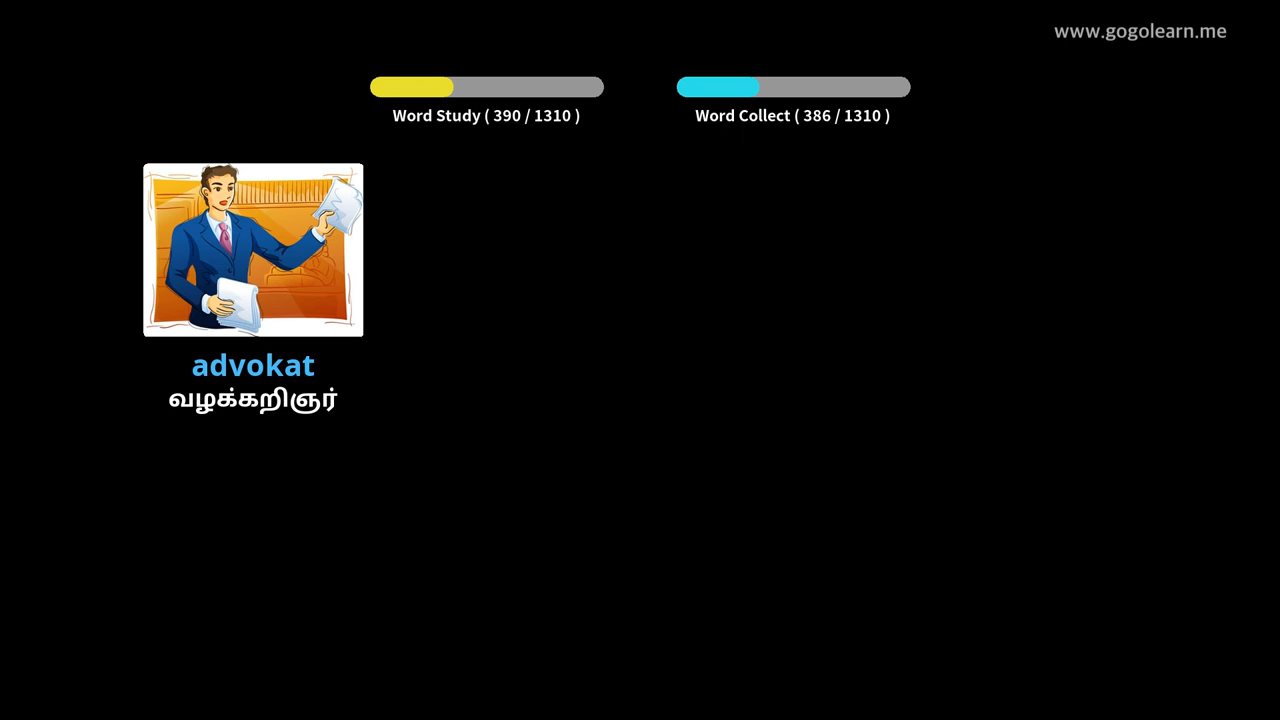 www.gogolearn.me
Word Study ( 390 / 1310 )
Word Collect ( 386 / 1310 )
advokat
வழக்கறிஞர்